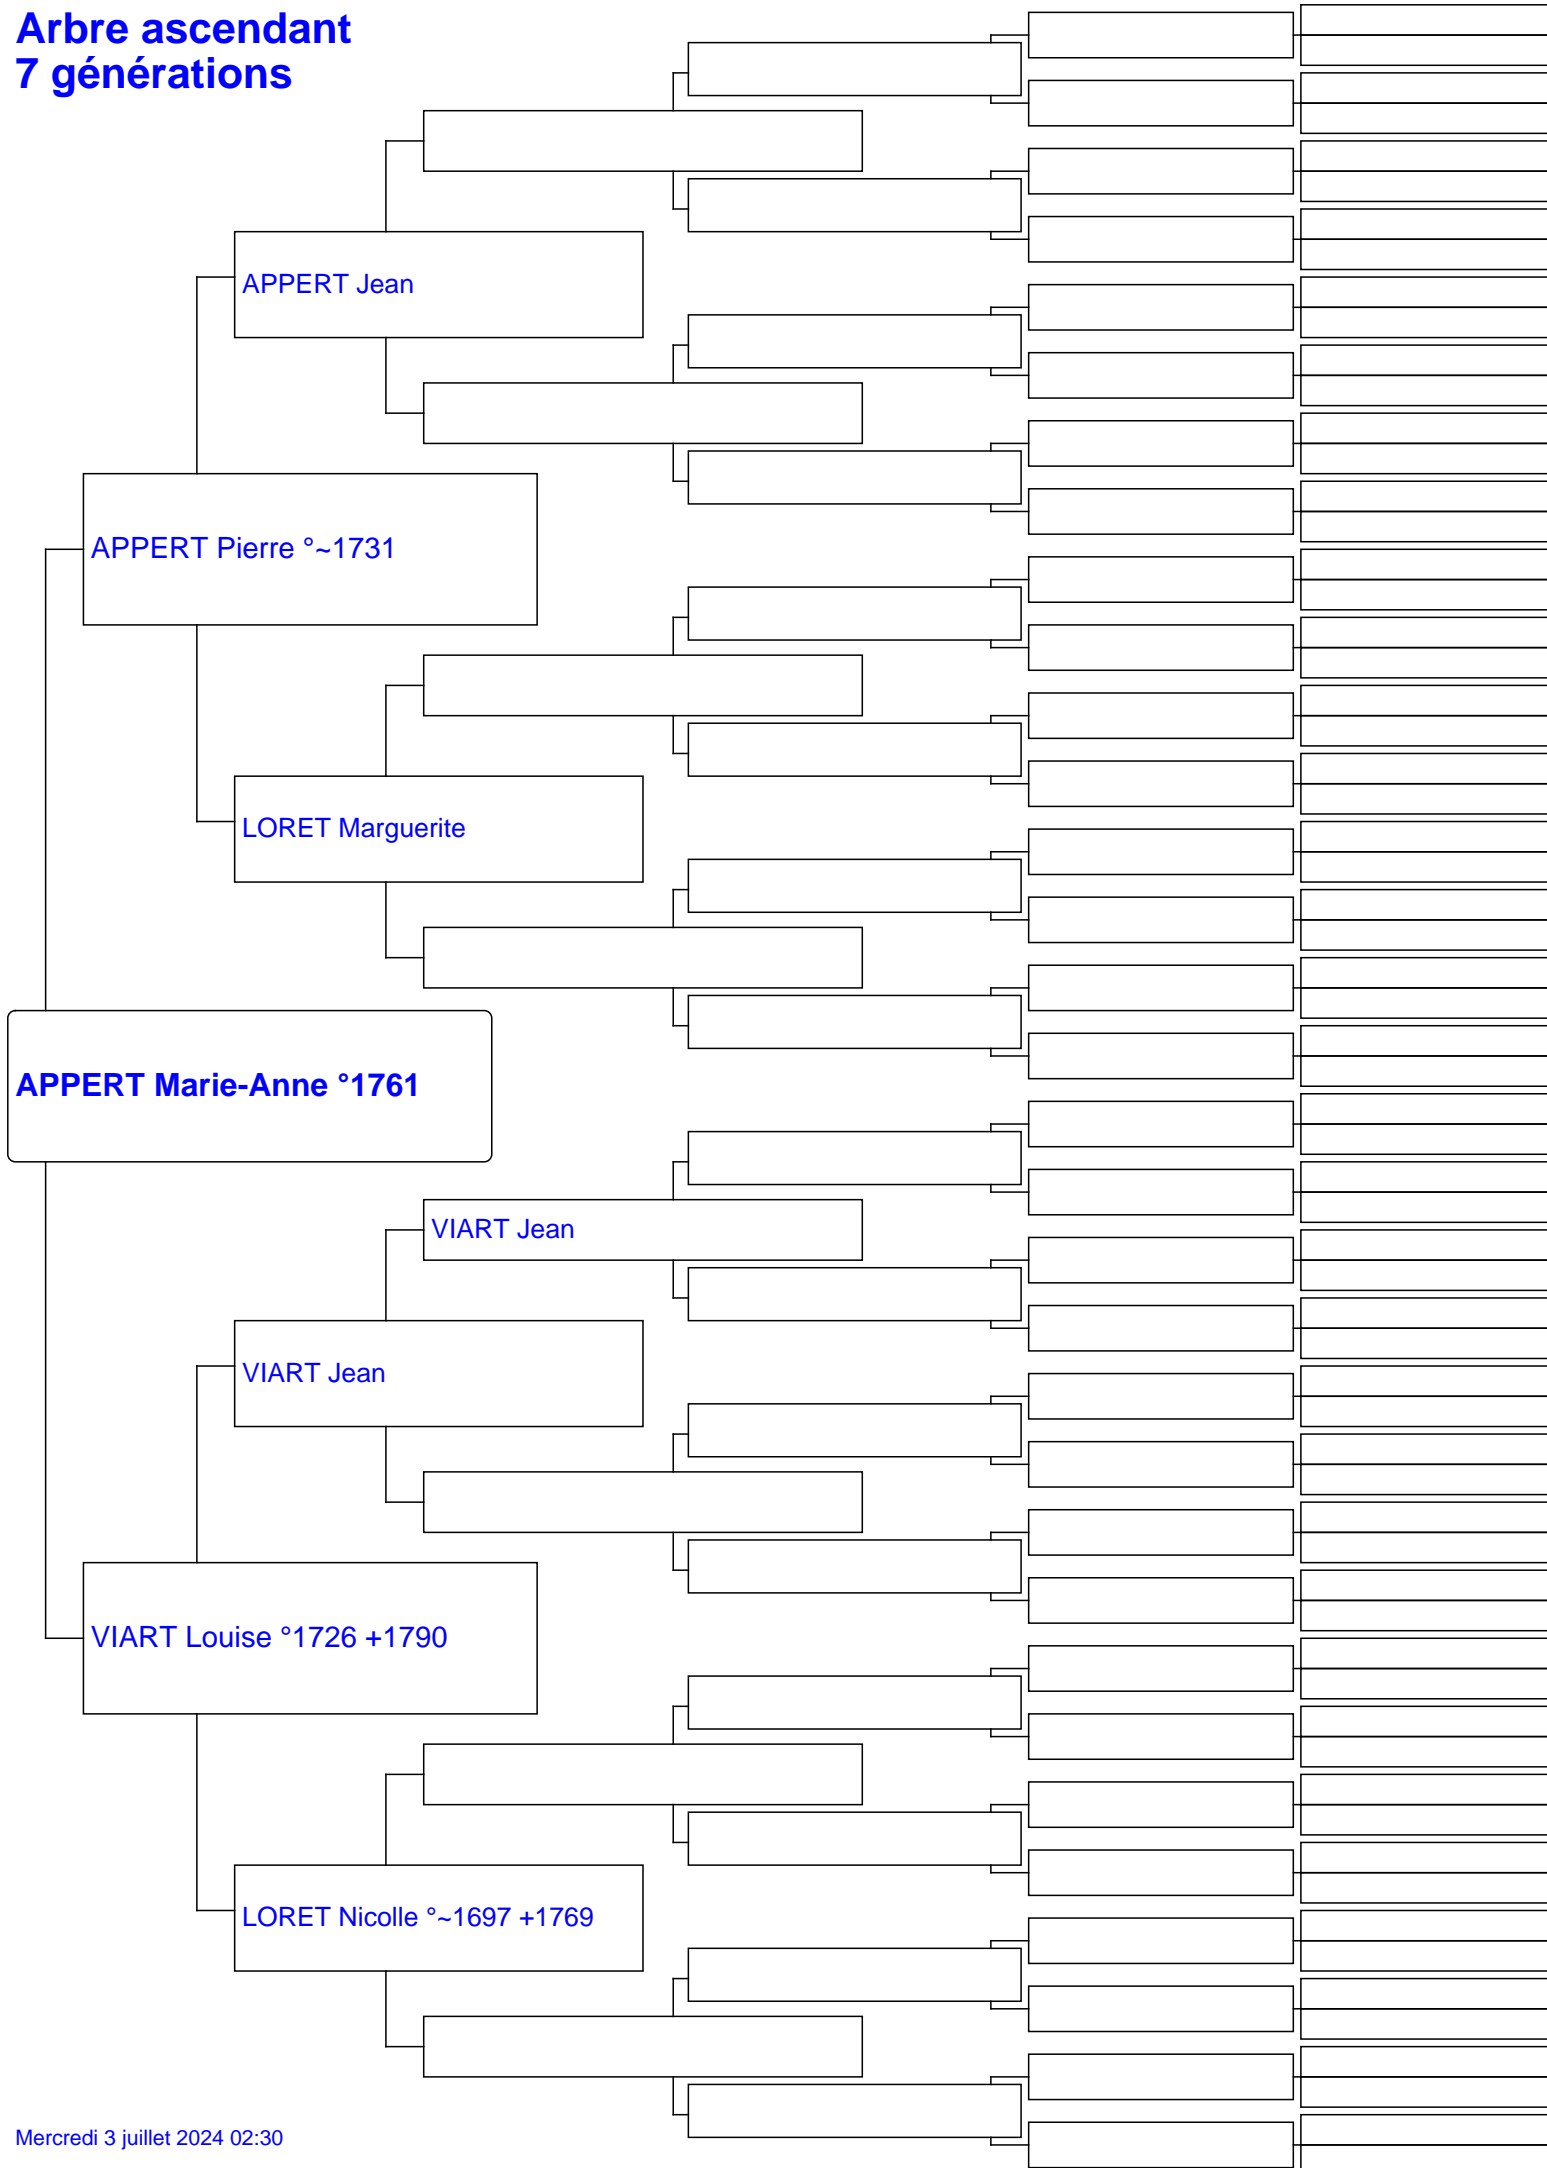 Arbre ascendant
7 générations
APPERT Jean
APPERT Pierre °~1731
LORET Marguerite
APPERT Marie-Anne °1761
VIART Jean
VIART Jean
VIART Louise °1726 +1790
LORET Nicolle °~1697 +1769
Mercredi 3 juillet 2024 02:30